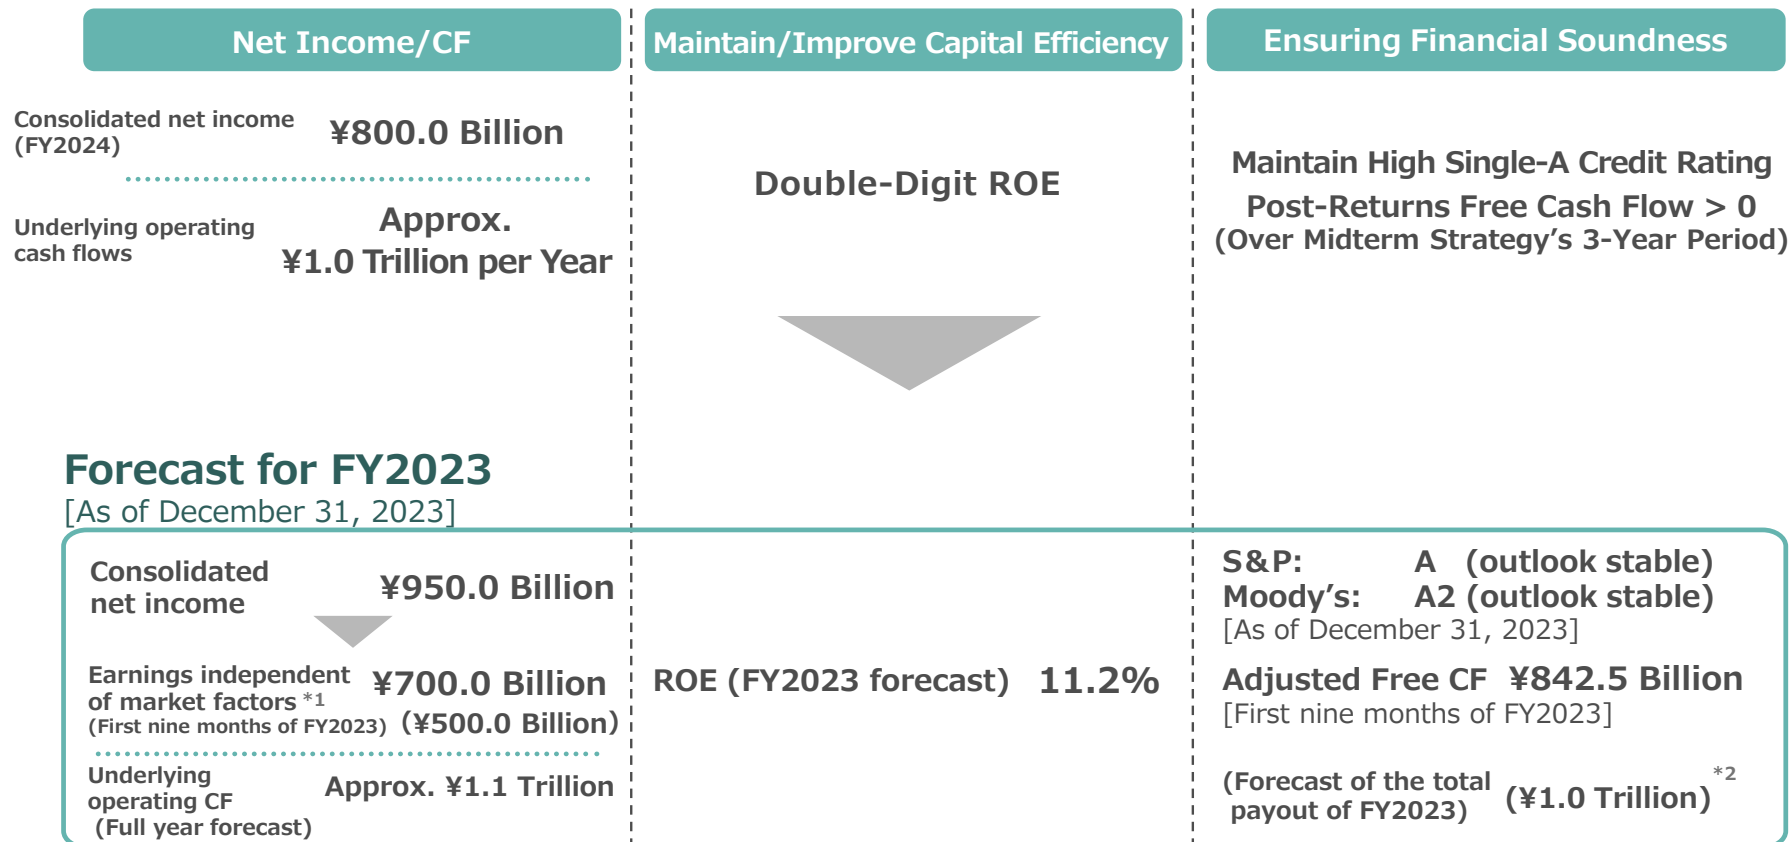 Net Income/CF
Consolidated net income
(FY2024)
¥800.0 Billion
Underlying operating
cash flows
Approx.
¥1.0 Trillion per Year
Maintain/Improve Capital Efficiency
Double-Digit ROE
Ensuring Financial Soundness
Maintain High Single-A Credit Rating
Post-Returns Free Cash Flow > 0
(Over Midterm Strategy’s 3-Year Period)
Forecast for FY2023
[As of December 31, 2023]
Consolidated
net income
¥950.0 Billion
Earnings independent
of market factors *1
(First nine months of FY2023)
¥700.0 Billion
(¥500.0 Billion)
Underlying
operating CF
(Full year forecast)
Approx. ¥1.1 Trillion
ROE (FY2023 forecast) 11.2%
S&P: A (outlook stable)
Moody’s: A2 (outlook stable)
[As of December 31, 2023]
Adjusted Free CF ¥842.5 Billion
[First nine months of FY2023]
(Forecast of the total
payout of FY2023)
(¥1.0 Trillion) *2